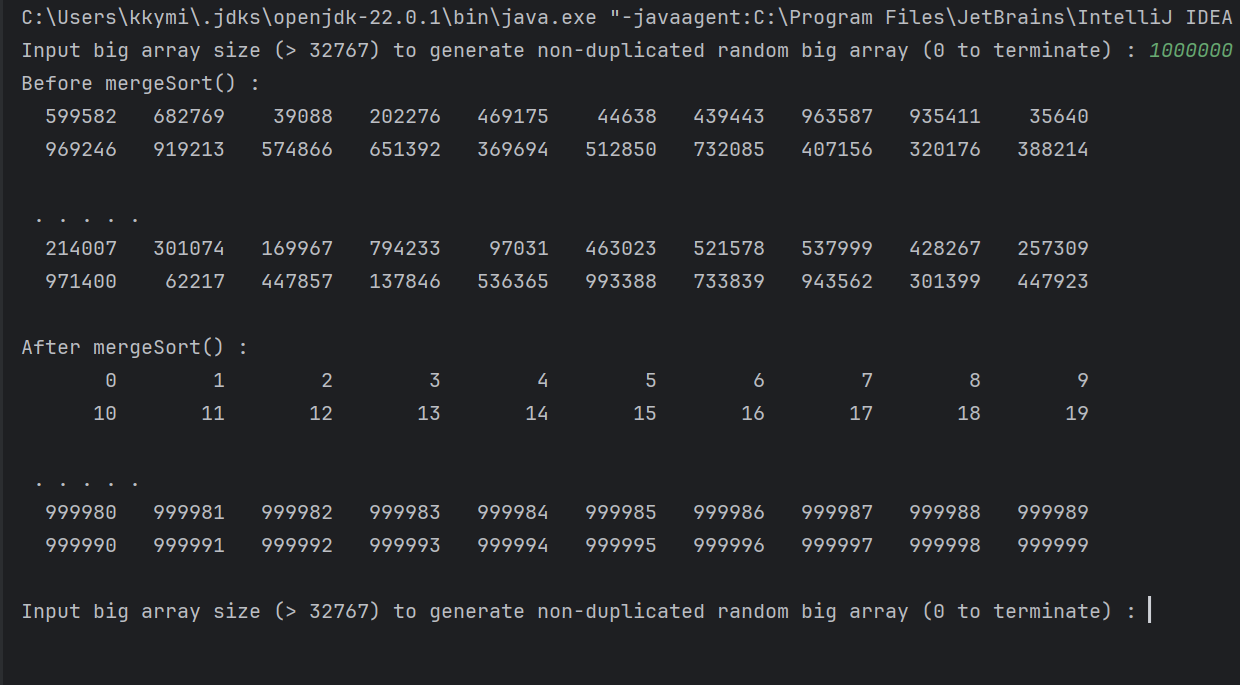 C:\Users\kkymi\.jdks\openjdk-22.0.1\bin\java.exe "-javaagent:C:\Program Files\JetBrains\IntelliJ IDEA
Input big array size (> 32767) to generate non-duplicated random big array (0 to terminate) : 1000000
Before mergeSort() :
599582 682769 39088 202276 469175 44638 439443 963587 935411 35640
969246 919213 574866 651392 369694 512850 732085 407156 320176 388214
. . . . .
214007 301074 169967 794233 97031 463023 521578 537999 428267 257309
971400 62217 447857 137846 536365 993388 733839 943562 301399 447923
After mergeSort() :
0 1 2 3 4 5 6 7 8 9
10 11 12 13 14 15 16 17 18 19
. . . . .
999980 999981 999982 999983 999984 999985 999986 999987 999988 999989
999990 999991 999992 999993 999994 999995 999996 999997 999998 999999
Input big array size (> 32767) to generate non-duplicated random big array (0 to terminate) :